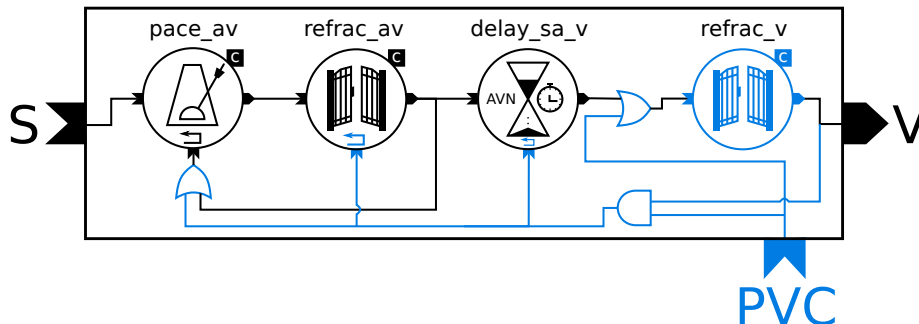 pace_av refrac_av delay_sa_v refrac_v
C C C
S AVN V
PVC